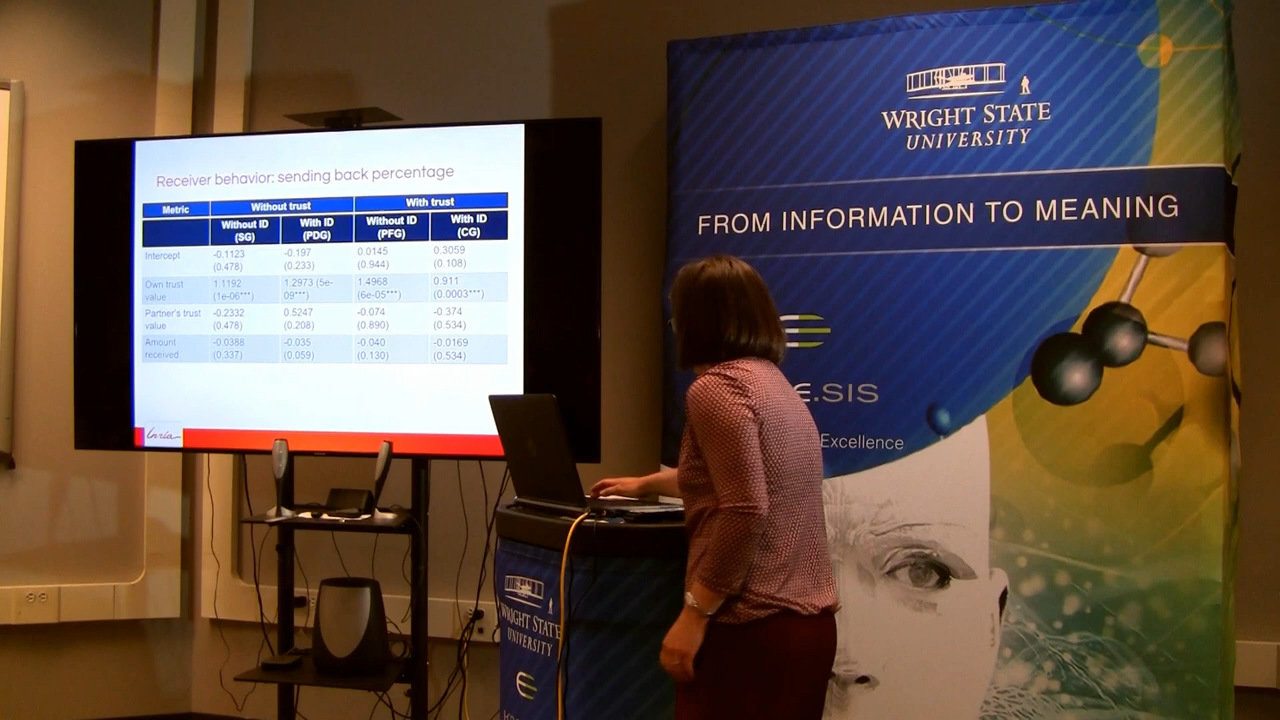 Receiver behavior: sending back percentage
Metric Without trust With trust
Without ID (SG) With ID (PDG) Without ID (PFG) With ID (CG)
Intercept -0.1123 (0.478) -0.197 (0.233) 0.0145 (0.944) 0.3059 (0.108)
Own trust value 1.1192 (1e-06***) 1.2973 (5e-09***) 1.4968 (6e-05***) 0.911 (0.0003***)
Partner's trust value -0.2332 (0.478) 0.5247 (0.208) -0.074 (0.890) -0.374 (0.534)
Amount received -0.0388 (0.337) -0.035 (0.059) -0.040 (0.130) -0.0169 (0.534)
Inria
WRIGHT STATE
UNIVERSITY
FROM INFORMATION TO MEANING
E.SIS
Excellence
WRIGHT STATE
UNIVERSITY